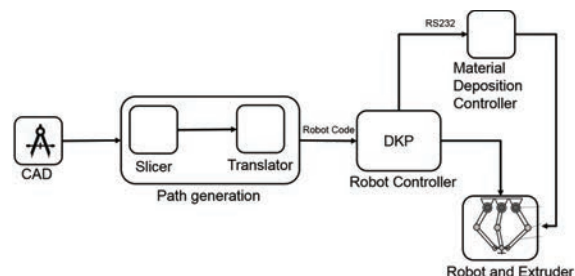 RS232
Material
Deposition
Controller
Robot Code
DKP
Slicer
Translator
CAD
Path generation
Robot Controller
Robot and Extruder